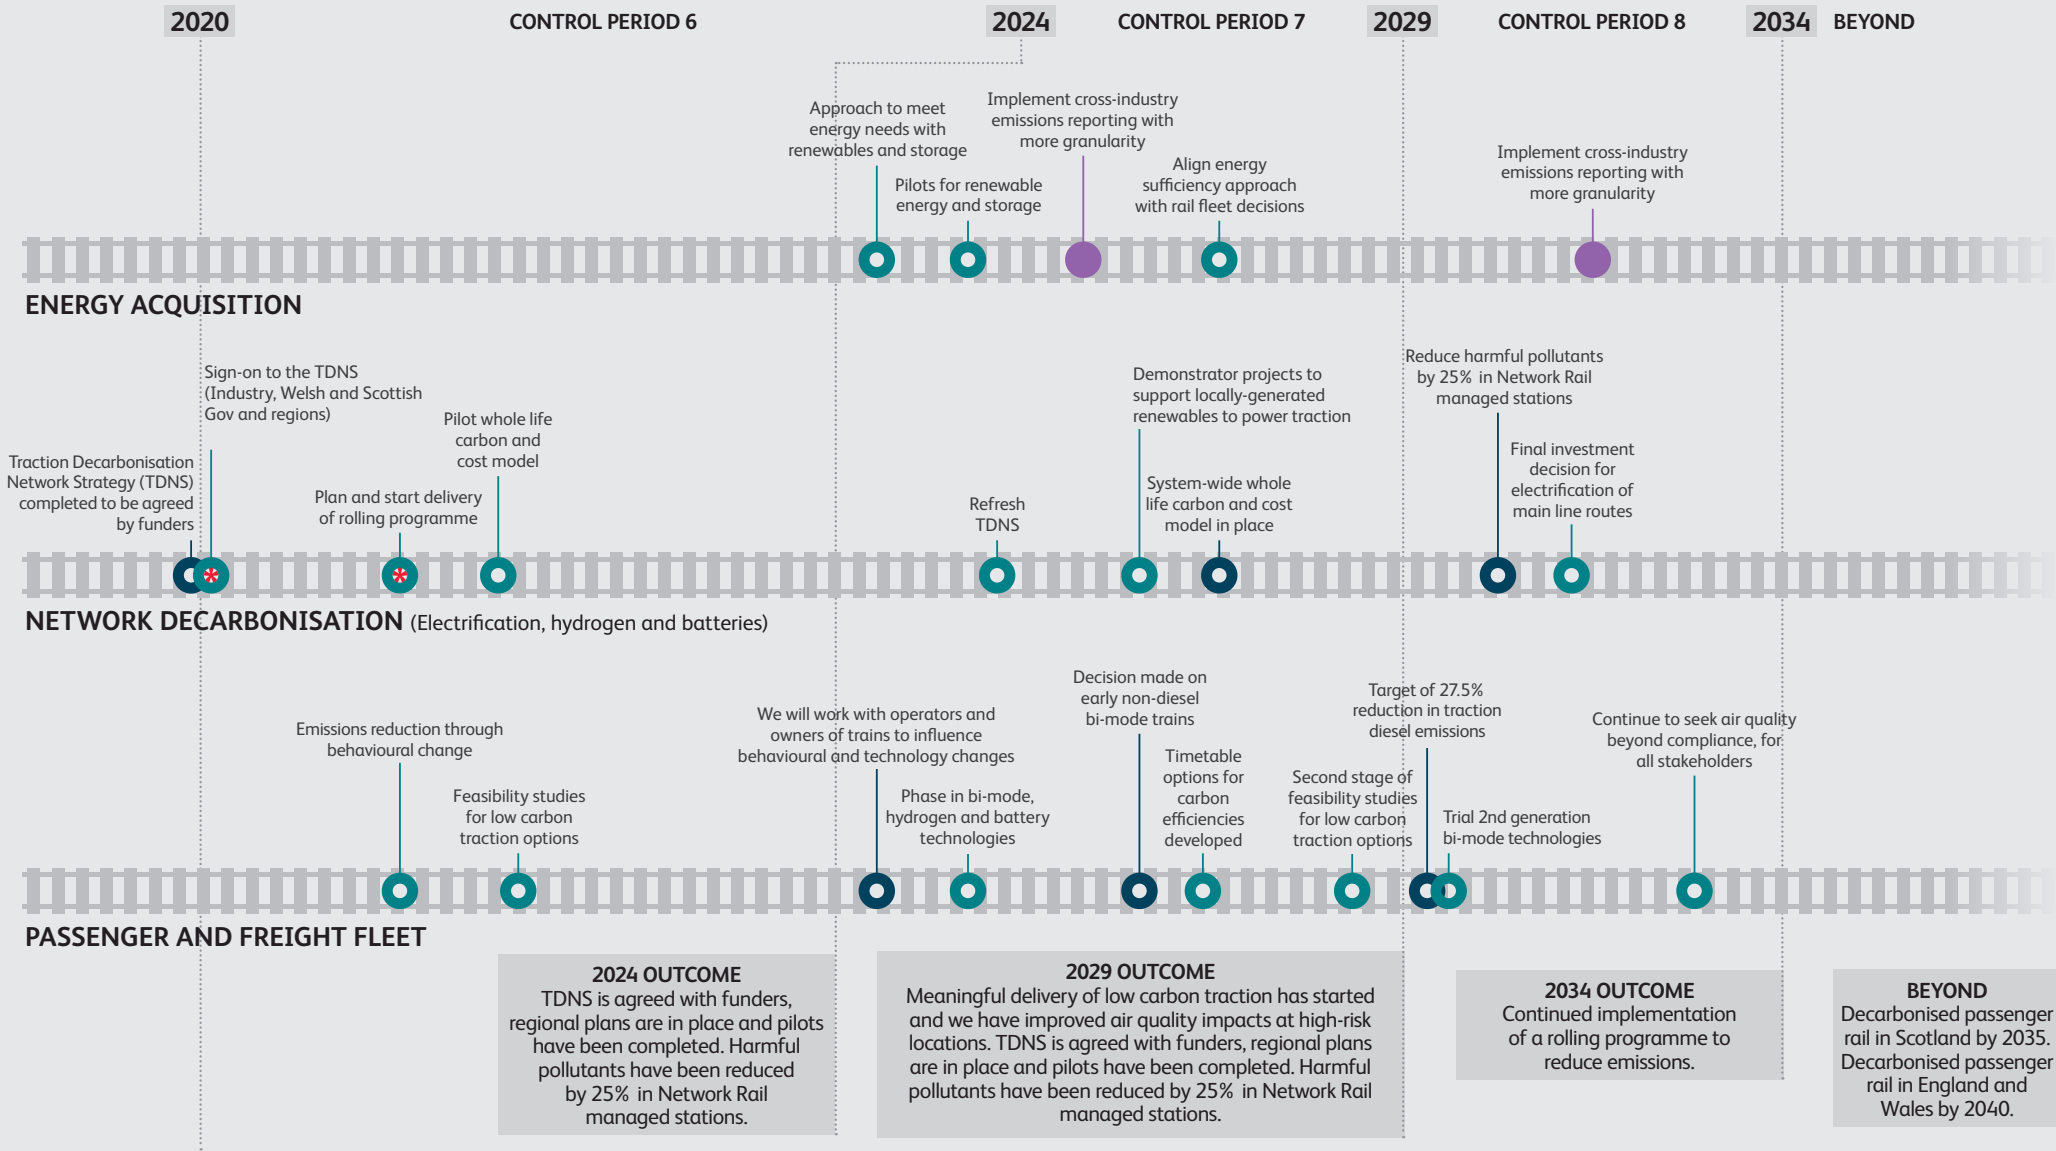 2020
CONTROL PERIOD 6
2024
CONTROL PERIOD 7
2029
CONTROL PERIOD 8
2034
BEYOND
Approach to meet
energy needs with
renewables and storage
Pilots for renewable
energy and storage
Implement cross-industry
emissions reporting with
more granularity
Align energy
sufficiency approach
with rail fleet decisions
Implement cross-industry
emissions reporting with
more granularity
ENERGY ACQUISITION
Traction Decarbonisation
Network Strategy (TDNS)
completed to be agreed
by funders
Sign-on to the TDNS
(Industry, Welsh and Scottish
Gov and regions)
Plan and start delivery
of rolling programme
Pilot whole life
carbon and
cost model
Refresh
TDNS
Demonstrator projects to
support locally-generated
renewables to power traction
System-wide whole
life carbon and cost
model in place
Reduce harmful pollutants
by 25% in Network Rail
managed stations
Final investment
decision for
electrification of
main line routes
NETWORK DECARBONISATION (Electrification, hydrogen and batteries)
Emissions reduction through
behavioural change
Feasibility studies
for low carbon
traction options
We will work with operators and
owners of trains to influence
behavioural and technology changes
Phase in bi-mode,
hydrogen and battery
technologies
Decision made on
early non-diesel
bi-mode trains
Timetable
options for
carbon
efficiencies
developed
Second stage of
feasibility studies
for low carbon
traction options
Target of 27.5%
reduction in traction
diesel emissions
Trial 2nd generation
bi-mode technologies
Continue to seek air quality
beyond compliance, for
all stakeholders
PASSENGER AND FREIGHT FLEET
2024 OUTCOME
TDNS is agreed with funders,
regional plans are in place and pilots
have been completed. Harmful
pollutants have been reduced
by 25% in Network Rail
managed stations.
2029 OUTCOME
Meaningful delivery of low carbon traction has started
and we have improved air quality impacts at high-risk
locations. TDNS is agreed with funders, regional plans
are in place and pilots have been completed. Harmful
pollutants have been reduced by 25% in Network Rail
managed stations.
2034 OUTCOME
Continued implementation
of a rolling programme to
reduce emissions.
BEYOND
Decarbonised passenger
rail in Scotland by 2035.
Decarbonised passenger
rail in England and
Wales by 2040.